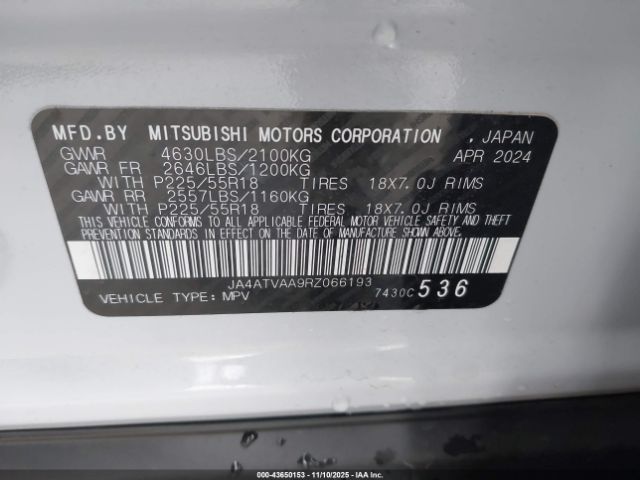 MFD.BY MITSUBISHI MOTORS CORPORATION . JAPAN
GVWR 4630LBS/2100KG APR 2024
GAWR FR 2646LBS/1200KG
WITH P225/55R18 TIRES 18X7.0J RIMS
GAWR RR 2557LBS/1160KG
WITH P225/55R18 TIRES 18X7.0J RIMS
THIS VEHICLE CONFORMS TO ALL APPLICABLE FEDERAL MOTOR VEHICLE SAFETY AND THEFT
PREVENTION STANDARDS IN EFFECT ON THE DATE OF MANUFACTURE SHOWN ABOVE.
JA4ATVAA9RZ066193
VEHICLE TYPE: MPV 7430C 536
000-43650153 - 11/10/2025 - IAAI.COM